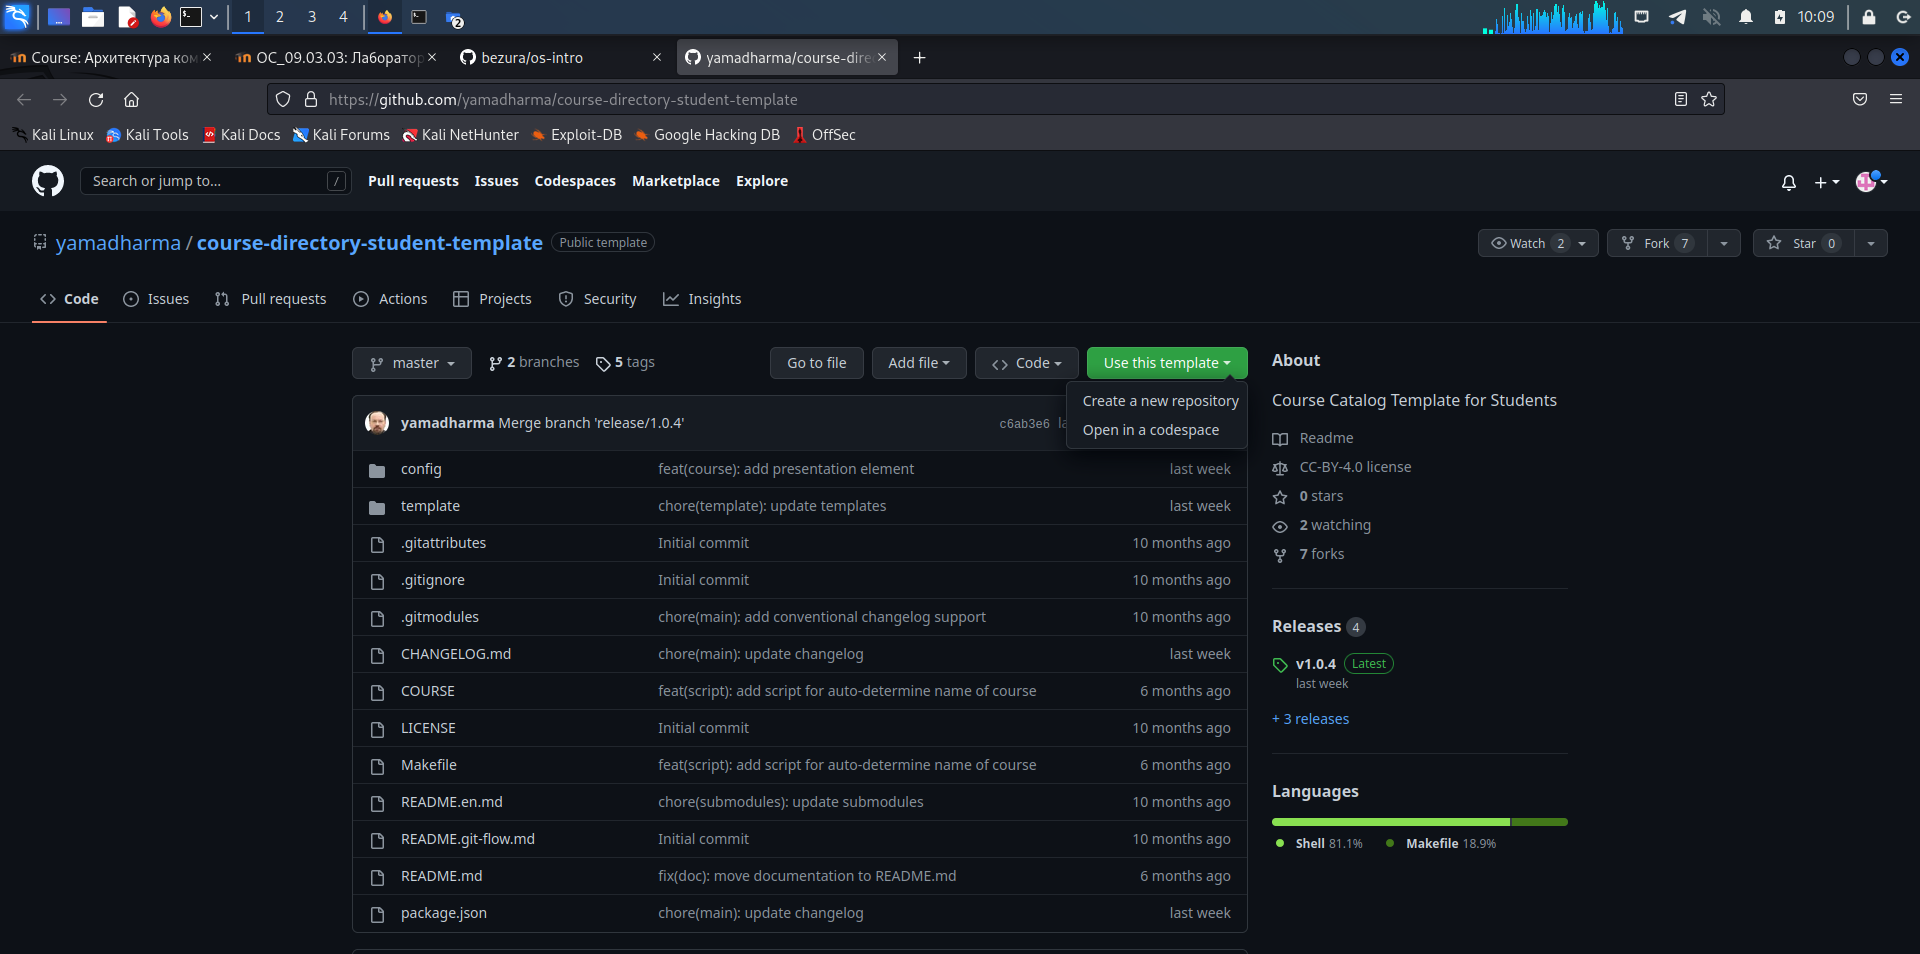 1 2 3 4 2 10:09
Course: Архитектура ком
ОС_09.03.03: Лаборатор
bezura/os-intro
yamadharma/course-dire
https://github.com/yamadharma/course-directory-student-template
Kali Linux Kali Tools Kali Docs Kali Forums Kali NetHunter Exploit-DB Google Hacking DB OffSec
Search or jump to... / Pull requests Issues Codespaces Marketplace Explore
yamadharma / course-directory-student-template Public template
Watch 2 Fork 7 Star 0
Code Issues Pull requests Actions Projects Security Insights
master 2 branches 5 tags Go to file Add file Code Use this template
Create a new repository
Open in a codespace
yamadharma Merge branch 'release/1.0.4' c6ab3e6
config feat(course): add presentation element last week
template chore(template): update templates last week
.gitattributes Initial commit 10 months ago
.gitignore Initial commit 10 months ago
.gitmodules chore(main): add conventional changelog support 10 months ago
CHANGELOG.md chore(main): update changelog last week
COURSE feat(script): add script for auto-determine name of course 6 months ago
LICENSE Initial commit 10 months ago
Makefile feat(script): add script for auto-determine name of course 6 months ago
README.en.md chore(submodules): update submodules 10 months ago
README.git-flow.md Initial commit 10 months ago
README.md fix(doc): move documentation to README.md 6 months ago
package.json chore(main): update changelog last week
About
Course Catalog Template for Students
Readme
CC-BY-4.0 license
0 stars
2 watching
7 forks
Releases 4
v1.0.4 Latest
last week
+ 3 releases
Languages
Shell 81.1% Makefile 18.9%